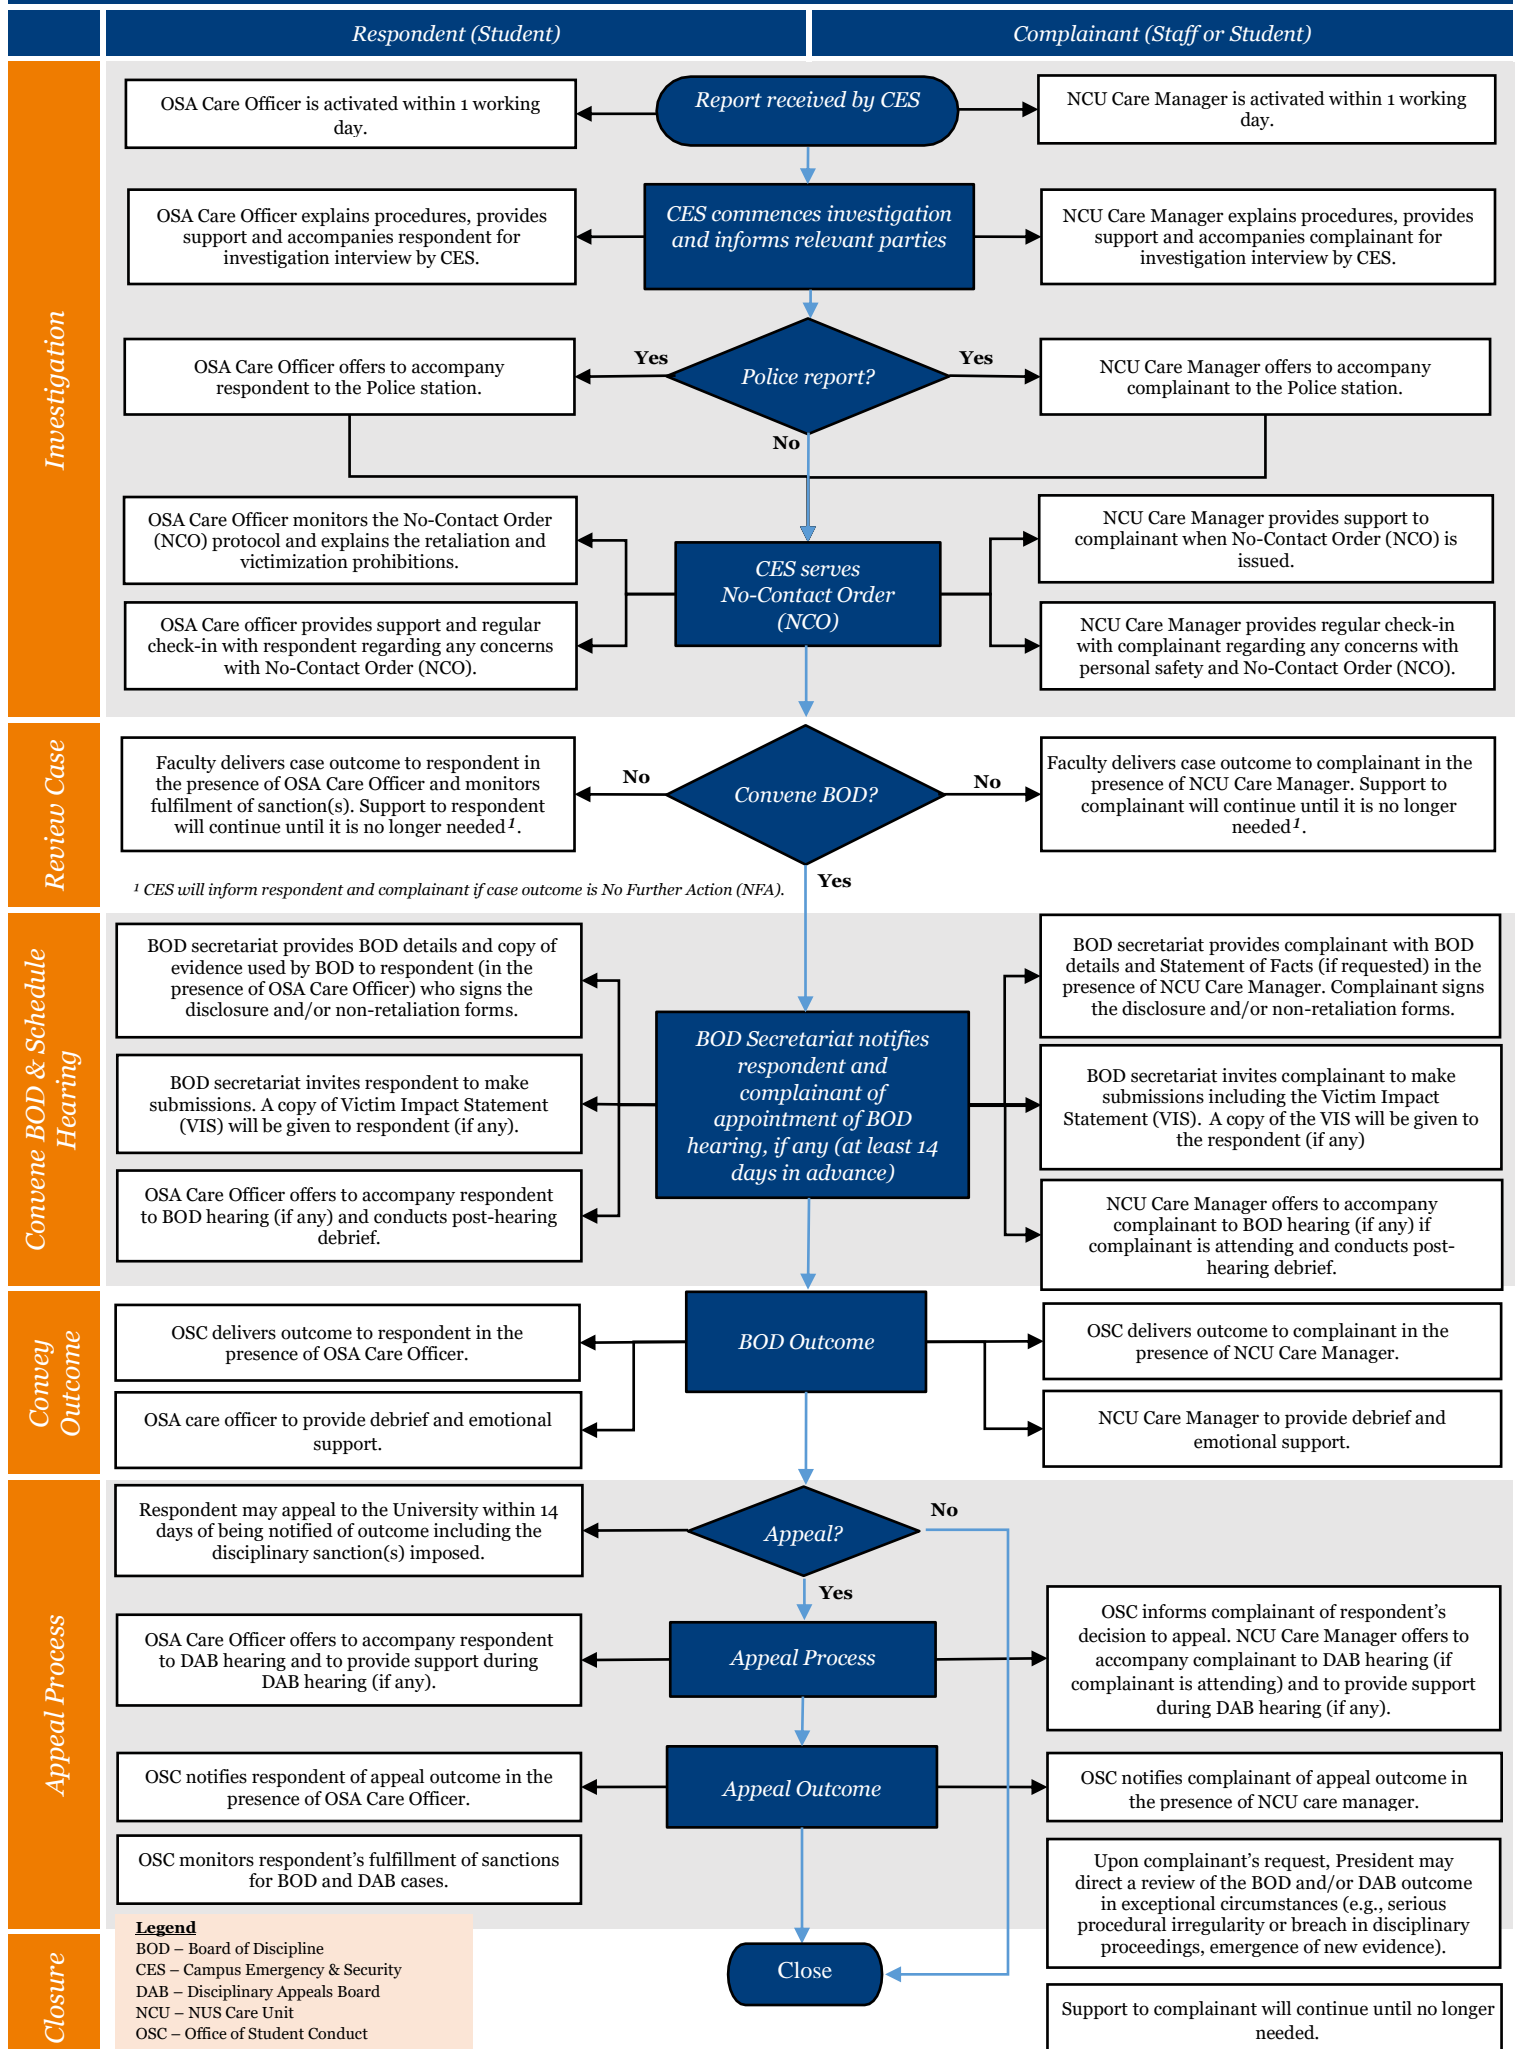 Respondent (Student)
Complainant (Staff or Student)
Investigation
OSA Care Officer is activated within 1 working
day.
Report received by CES
NCU Care Manager is activated within 1 working
day.
OSA Care Officer explains procedures, provides
support and accompanies respondent for
investigation interview by CES.
CES commences investigation
and informs relevant parties
NCU Care Manager explains procedures, provides
support and accompanies complainant for
investigation interview by CES.
OSA Care Officer offers to accompany
respondent to the Police station.
Yes
Police report?
Yes
NCU Care Manager offers to accompany
complainant to the Police station.
No
OSA Care Officer monitors the No-Contact Order
(NCO) protocol and explains the retaliation and
victimization prohibitions.
OSA Care officer provides support and regular
check-in with respondent regarding any concerns
with No-Contact Order (NCO).
CES serves
No-Contact Order
(NCO)
NCU Care Manager provides support to
complainant when No-Contact Order (NCO) is
issued.
NCU Care Manager provides regular check-in
with complainant regarding any concerns with
personal safety and No-Contact Order (NCO).
Review Case
Faculty delivers case outcome to respondent in
the presence of OSA Care Officer and monitors
fulfilment of sanction(s). Support to respondent
will continue until it is no longer needed¹.
No
Convene BOD?
No
Faculty delivers case outcome to complainant in the
presence of NCU Care Manager. Support to
complainant will continue until it is no longer
needed¹.
Yes
¹ CES will inform respondent and complainant if case outcome is No Further Action (NFA).
Convene BOD & Schedule
Hearing
BOD secretariat provides BOD details and copy of
evidence used by BOD to respondent (in the
presence of OSA Care Officer) who signs the
disclosure and/or non-retaliation forms.
BOD secretariat invites respondent to make
submissions. A copy of Victim Impact Statement
(VIS) will be given to respondent (if any).
OSA Care Officer offers to accompany respondent
to BOD hearing (if any) and conducts post-hearing
debrief.
BOD Secretariat notifies
respondent and
complainant of
appointment of BOD
hearing, if any (at least 14
days in advance)
BOD secretariat provides complainant with BOD
details and Statement of Facts (if requested) in the
presence of NCU Care Manager. Complainant signs
the disclosure and/or non-retaliation forms.
BOD secretariat invites complainant to make
submissions including the Victim Impact
Statement (VIS). A copy of the VIS will be given to
the respondent (if any)
NCU Care Manager offers to accompany
complainant to BOD hearing (if any) if
complainant is attending and conducts post-
hearing debrief.
Convey
Outcome
OSC delivers outcome to respondent in the
presence of OSA Care Officer.
OSA care officer to provide debrief and emotional
support.
BOD Outcome
OSC delivers outcome to complainant in the
presence of NCU Care Manager.
NCU Care Manager to provide debrief and
emotional support.
Appeal Process
Respondent may appeal to the University within 14
days of being notified of outcome including the
disciplinary sanction(s) imposed.
Appeal?
No
Yes
OSA Care Officer offers to accompany respondent
to DAB hearing and to provide support during
DAB hearing (if any).
Appeal Process
OSC informs complainant of respondent's
decision to appeal. NCU Care Manager offers to
accompany complainant to DAB hearing (if
complainant is attending) and to provide support
during DAB hearing (if any).
OSC notifies respondent of appeal outcome in the
presence of OSA Care Officer.
Appeal Outcome
OSC notifies complainant of appeal outcome in
the presence of NCU care manager.
OSC monitors respondent's fulfillment of sanctions
for BOD and DAB cases.
Upon complainant's request, President may
direct a review of the BOD and/or DAB outcome
in exceptional circumstances (e.g., serious
procedural irregularity or breach in disciplinary
proceedings, emergence of new evidence).
Closure
Legend
BOD – Board of Discipline
CES – Campus Emergency & Security
DAB – Disciplinary Appeals Board
NCU – NUS Care Unit
OSC – Office of Student Conduct
Close
Support to complainant will continue until no longer
needed.